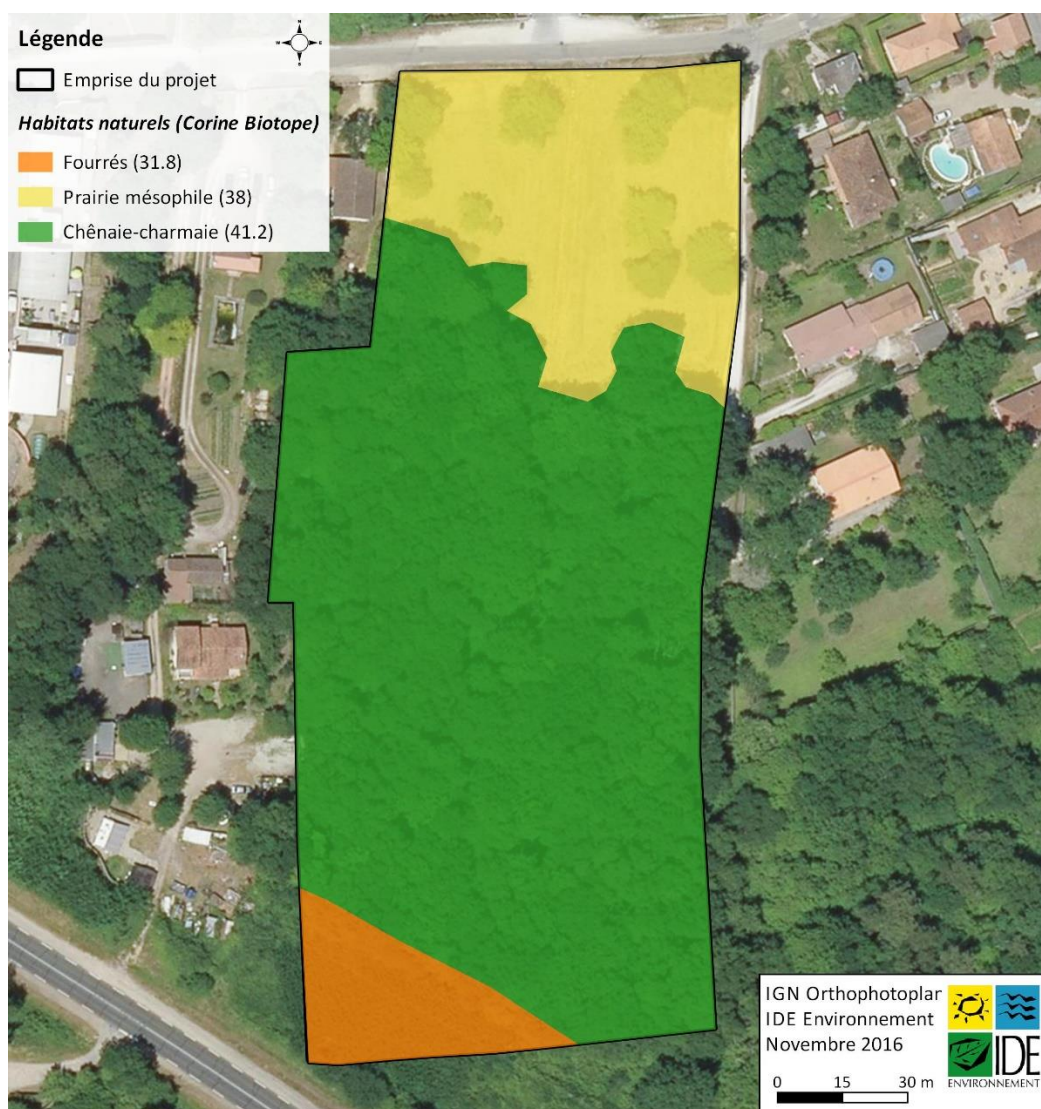 Légende
Emprise du projet
Habitats naturels (Corine Biotope)
Fourrés (31.8)
Prairie mésophile (38)
Chênaie-charmaie (41.2)
IGN Orthophotoplan
IDE Environnement
Novembre 2016
0 15 30 m
IDE
ENVIRONNEMENT